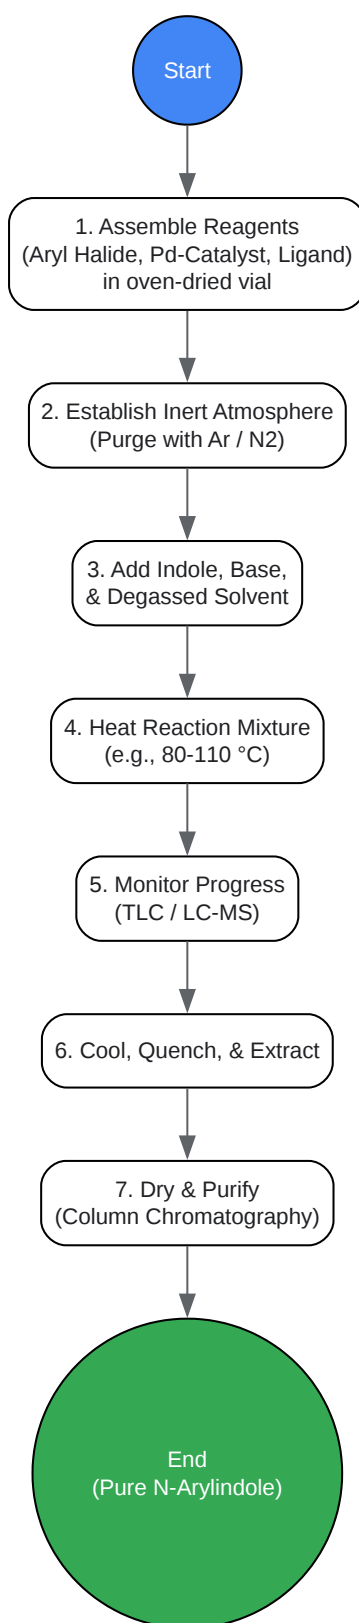 Start
1. Assemble Reagents
(Aryl Halide, Pd-Catalyst, Ligand)
in oven-dried vial
2. Establish Inert Atmosphere
(Purge with Ar / N2)
3. Add Indole, Base,
& Degassed Solvent
4. Heat Reaction Mixture
(e.g., 80-110 °C)
5. Monitor Progress
(TLC / LC-MS)
6. Cool, Quench, & Extract
7. Dry & Purify
(Column Chromatography)
End
(Pure N-Arylindole)